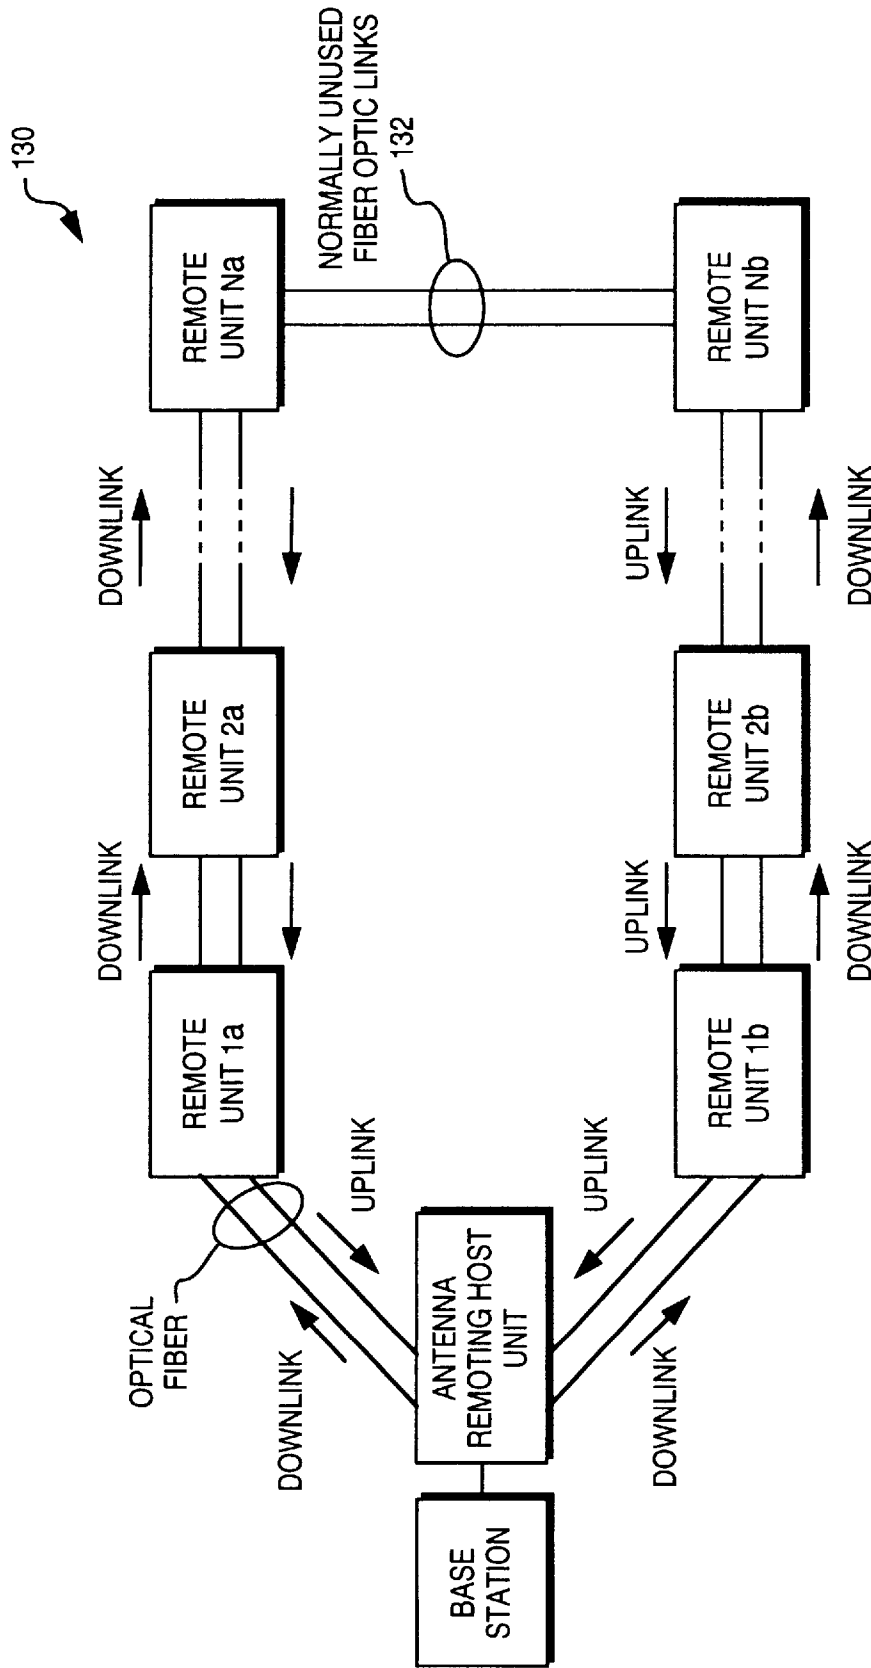 130
DOWNLINK
DOWNLINK
REMOTE
UNIT 1a
REMOTE
UNIT 2a
REMOTE
UNIT Na
OPTICAL
FIBER
DOWNLINK
UPLINK
NORMALLY UNUSED
FIBER OPTIC LINKS
132
BASE
STATION
ANTENNA
REMOTING HOST
UNIT
DOWNLINK
UPLINK
UPLINK
UPLINK
REMOTE
UNIT 1b
REMOTE
UNIT 2b
REMOTE
UNIT Nb
DOWNLINK
DOWNLINK